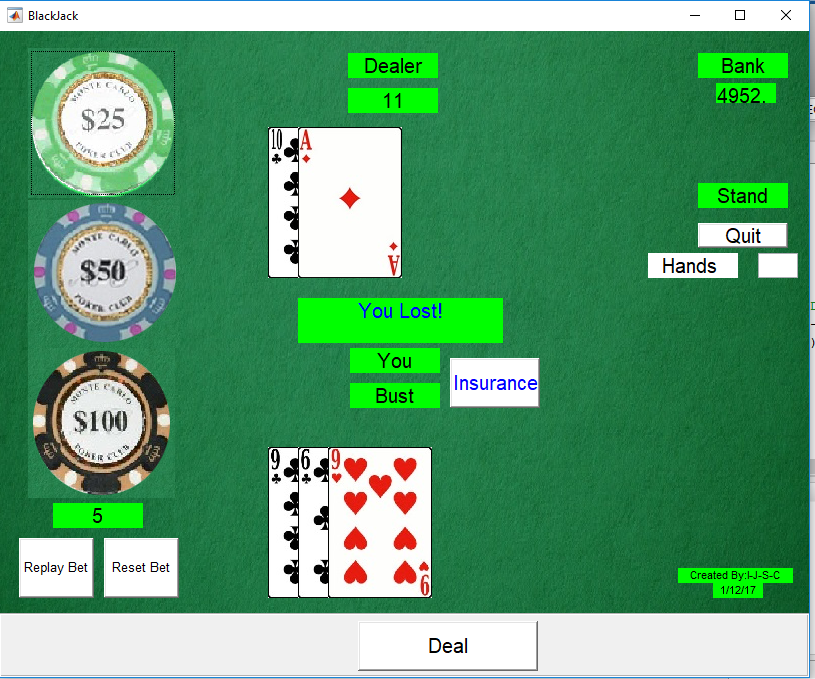 BlackJack
MONTE CARLO
$25
POKER CLUB
MONTE CARLO
$50
POKER CLUB
MONTE CARLO
$100
POKER CLUB
5
Replay Bet
Reset Bet
Dealer
11
10
A
A
You Lost!
You
Bust
Insurance
9
6
9
9
Bank
4952.
Stand
Quit
Hands
Created By:I-J-S-C
1/12/17
Deal